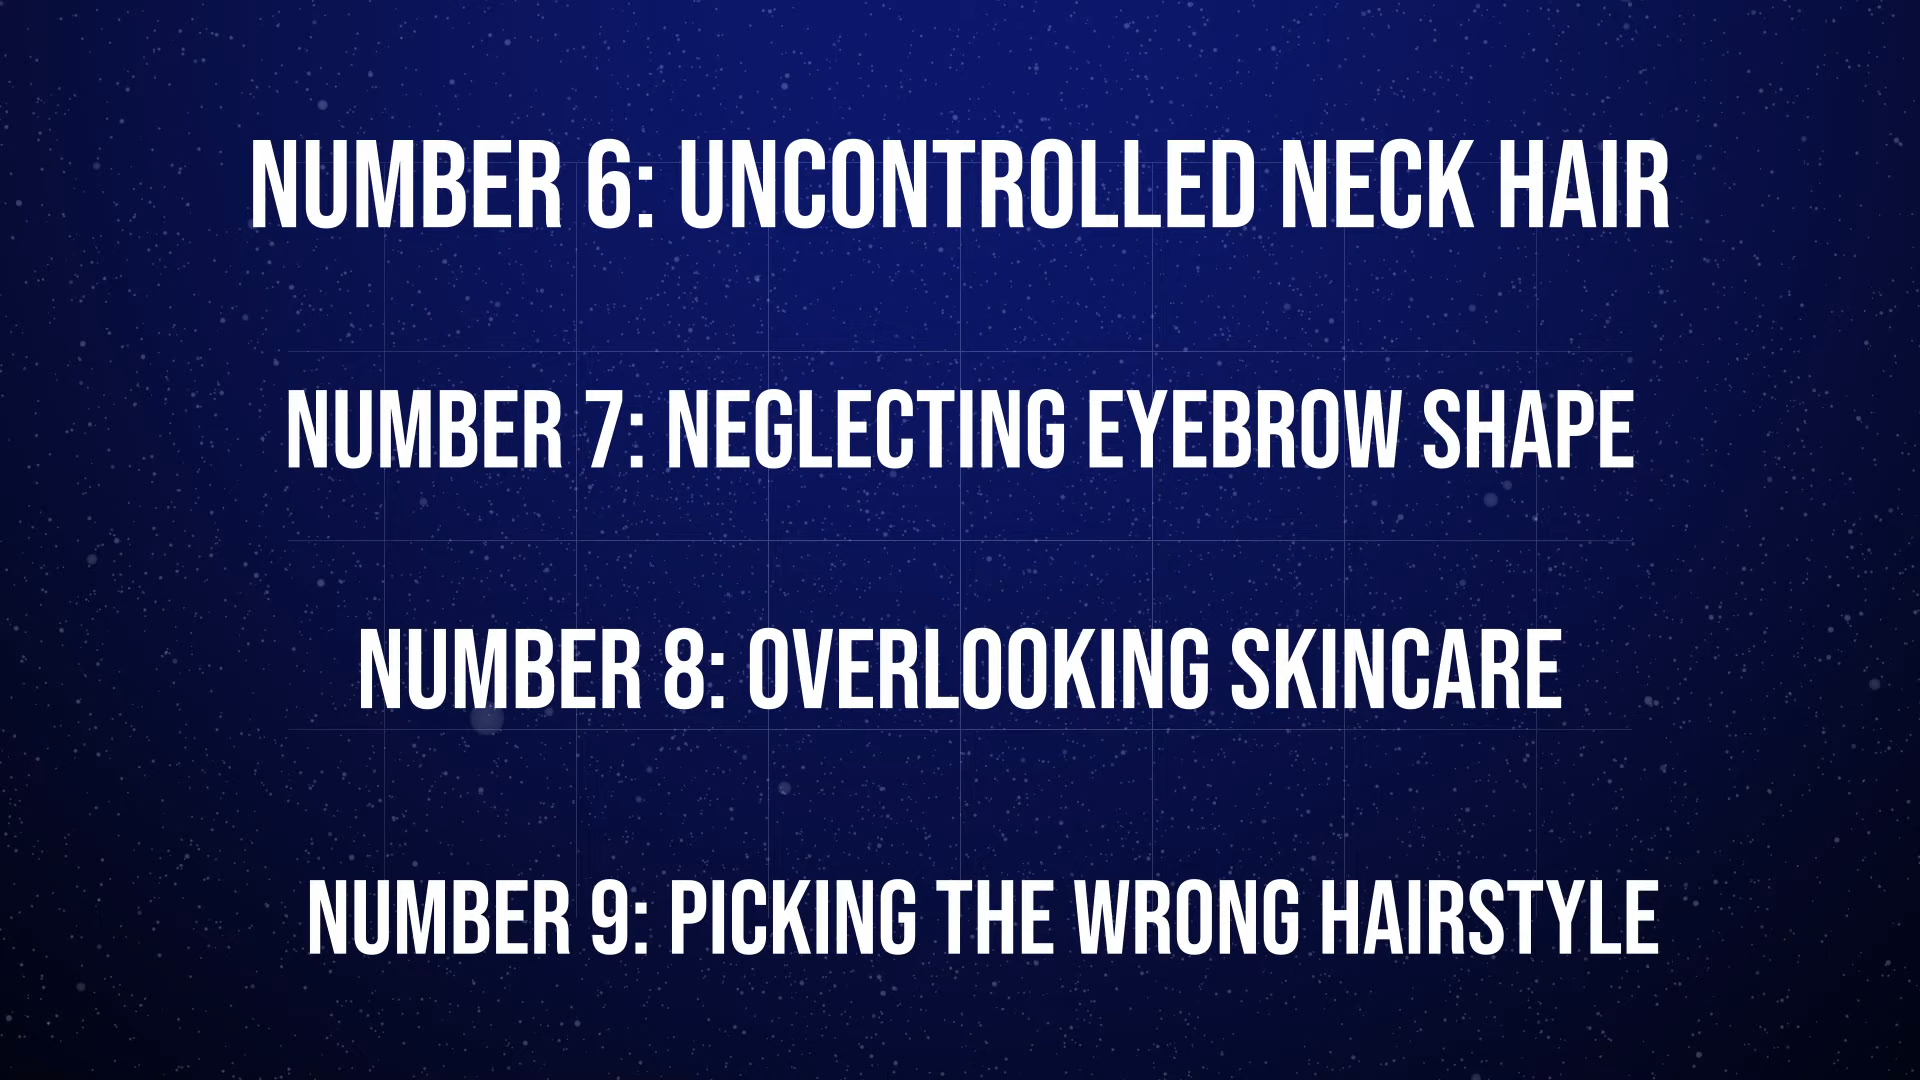 NUMBER 6: UNCONTROLLED NECK HAIR
NUMBER 7: NEGLECTING EYEBROW SHAPE
NUMBER 8: OVERLOOKING SKINCARE
NUMBER 9: PICKING THE WRONG HAIRSTYLE